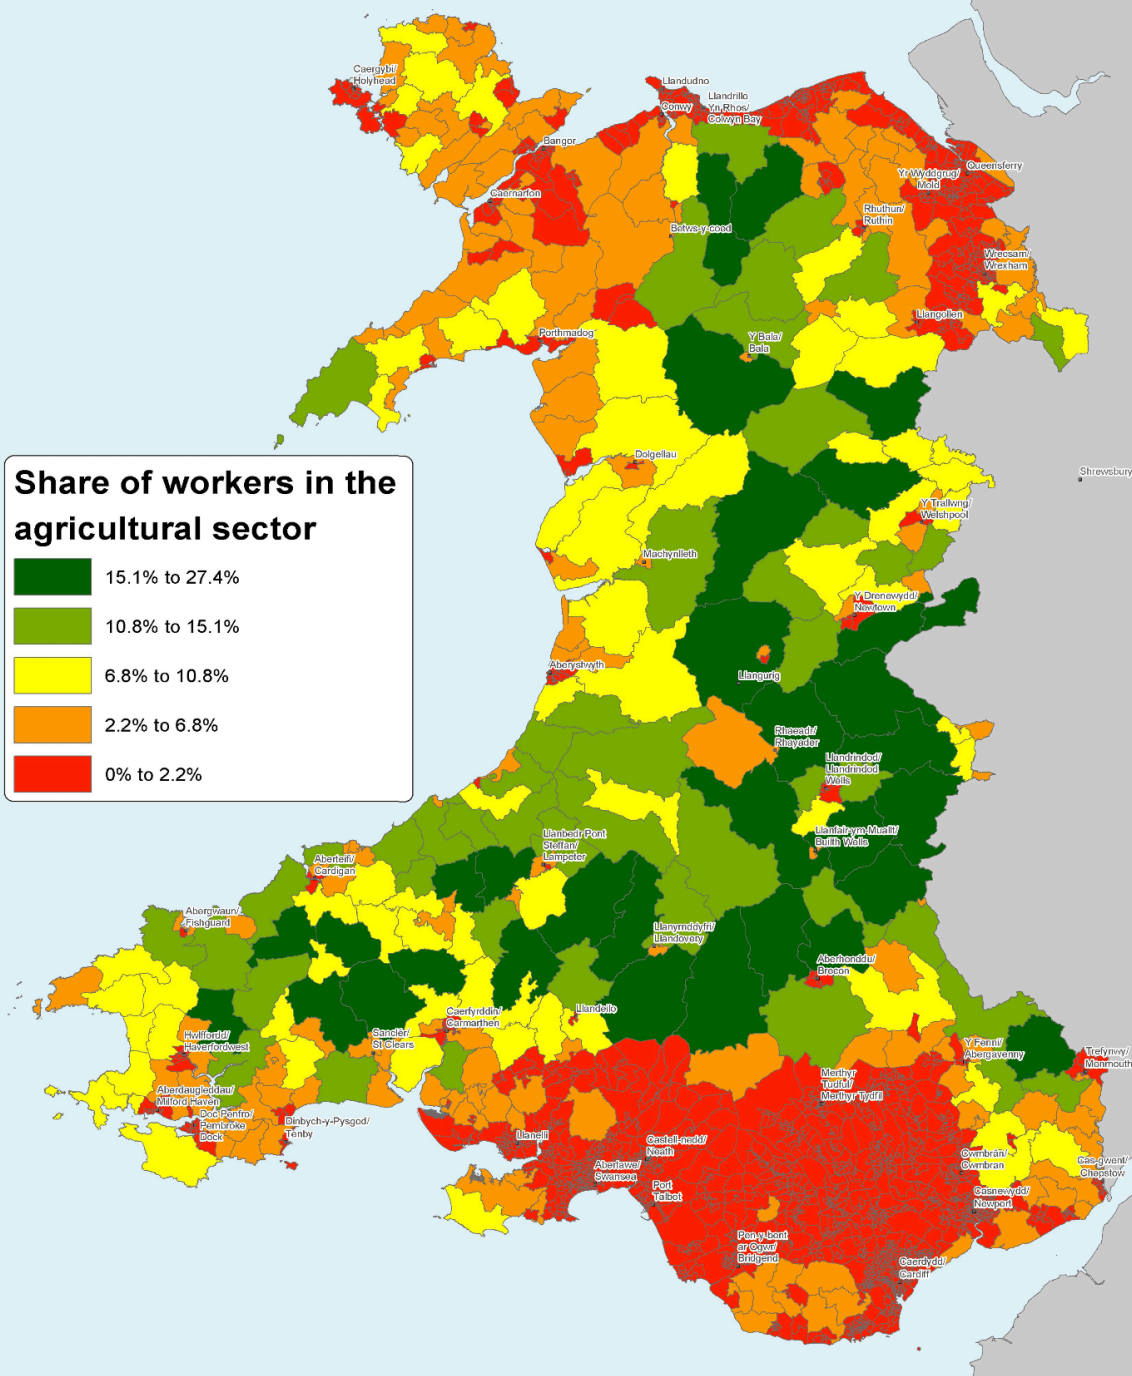 Caergybi/
Holyhead
Llandudno
Conwy
Llandrillo
Yn Rhos/
Colwyn Bay
Bangor
Caernarfon
Queensferry
Yr Wyddgrug/
Mold
Rhuthun/
Ruthin
Betws-y-coed
Wrecsam/
Wrexham
Llangollen
Porthmadog
Y Bala/
Bala
Dolgellau
Shrewsbury
Share of workers in the
agricultural sector
15.1% to 27.4%
10.8% to 15.1%
6.8% to 10.8%
2.2% to 6.8%
0% to 2.2%
Y Trallwng/
Welshpool
Machynlleth
Y Drenewydd/
Newtown
Aberystwyth
Llangurig
Rhaeadr/
Rhayader
Llandrindod/
Llandrindod
Wells
Llanfair-ym-Muallt/
Builth Wells
Llanbedr Pont
Steffan/
Lampeter
Aberteifi/
Cardigan
Abergwaun/
Fishguard
Llanymddyfri/
Llandovery
Aberhonddu/
Brecon
Llandeilo
Caerfyrddin/
Carmarthen
Sanclêr/
St Clears
Hwlffordd/
Haverfordwest
Y Fenni/
Abergavenny
Trefynwy/
Monmouth
Merthyr
Tudful/
Merthyr Tydfil
Aberdaugleddau/
Milford Haven
Doc Penfro/
Pembroke
Dock
Dinbych-y-Pysgod/
Tenby
Llanelli
Castell-nedd/
Neath
Abertawe/
Swansea
Port
Talbot
Cwmbrân/
Cwmbran
Cas-gwent/
Chepstow
Casnewydd/
Newport
Pen-y-bont
ar Ogwr/
Bridgend
Caerdydd/
Cardiff